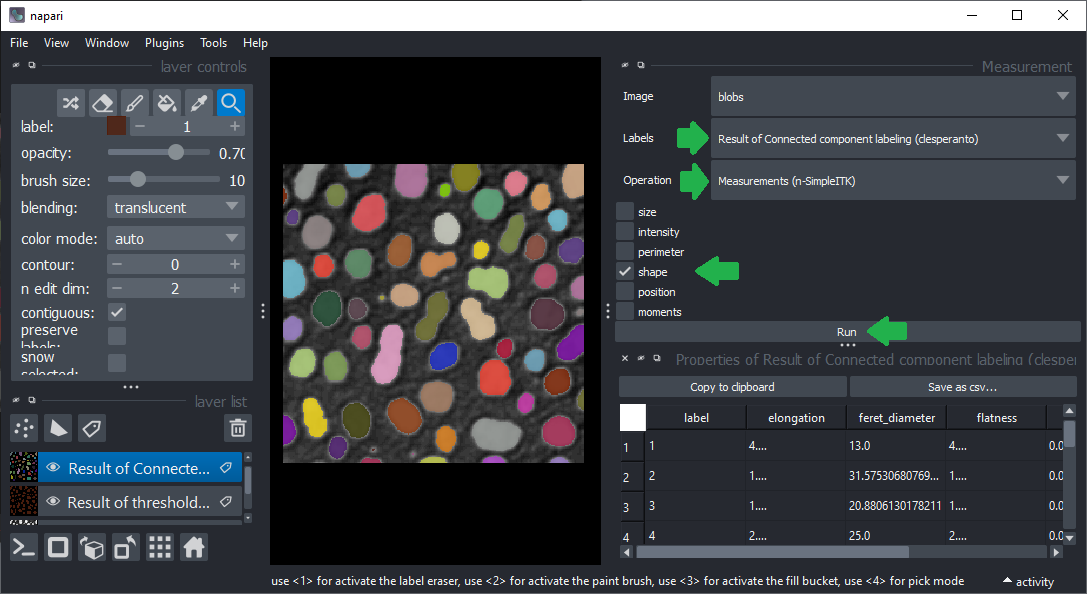 napari
File View Window Plugins Tools Help
layer controls
label: 1
opacity: 0.70
brush size: 10
blending: translucent
color mode: auto
contour: 0
n edit dim: 2
contiguous:
preserve
labels:
show
selected:
layer list
Result of Connecte...
Result of threshold...
Measurement
Image blobs
Labels Result of Connected component labeling (clesperanto)
Operation Measurements (n-SimpleITK)
size
intensity
perimeter
shape
position
moments
Run
Properties of Result of Connected component labeling (clesper
Copy to clipboard Save as csv...
label elongation feret_diameter flatness
1 1 4.... 13.0 4.... 0.0
2 2 1.... 31.57530680769... 1.... 0.0
3 3 1.... 20.8806130178211 1.... 0.0
4 4 2.... 25.0 2.... 0.0
use <1> for activate the label eraser, use <2> for activate the paint brush, use <3> for activate the fill bucket, use <4> for pick mode
activity